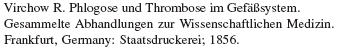 Virchow R. Phlogose und Thrombose im Gefäßsystem.
Gesammelte Abhandlungen zur Wissenschaftlichen Medizin.
Frankfurt, Germany: Staatsdruckerei; 1856.